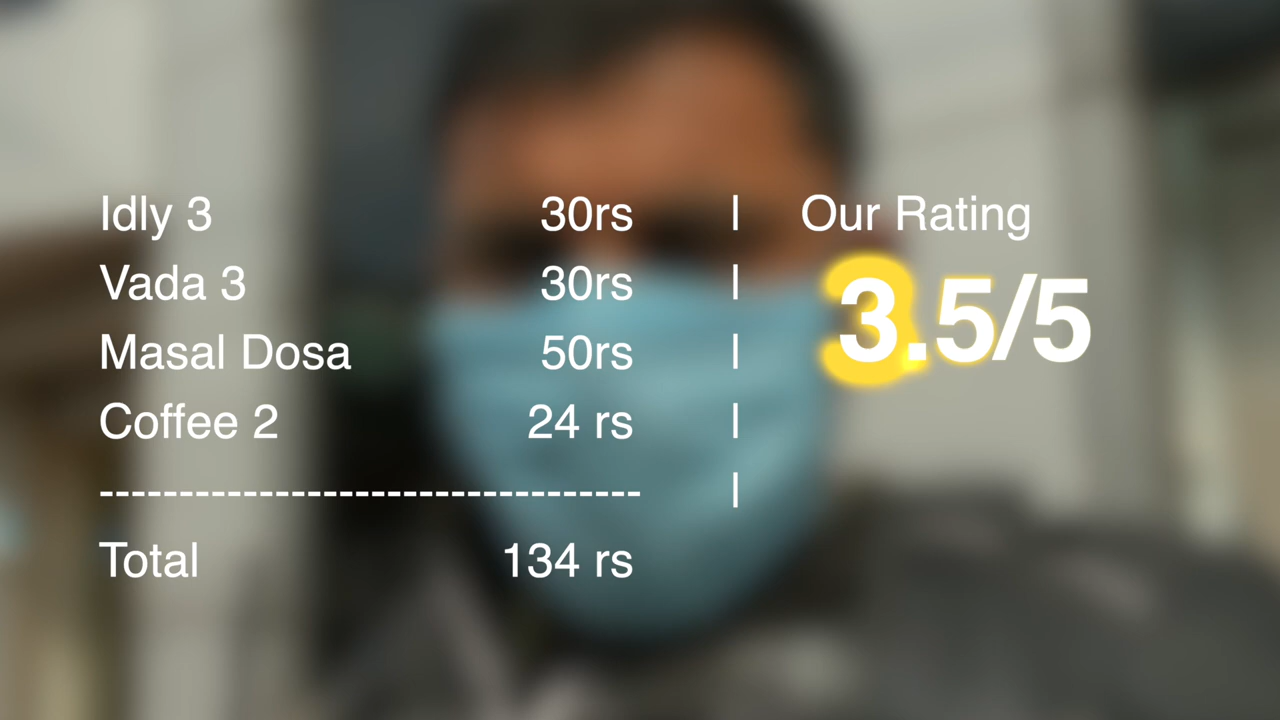 Idly 3 30rs | Our Rating
Vada 3 30rs | 3.5/5
Masal Dosa 50rs |
Coffee 2 24 rs |
---------------------------------- |
Total 134 rs